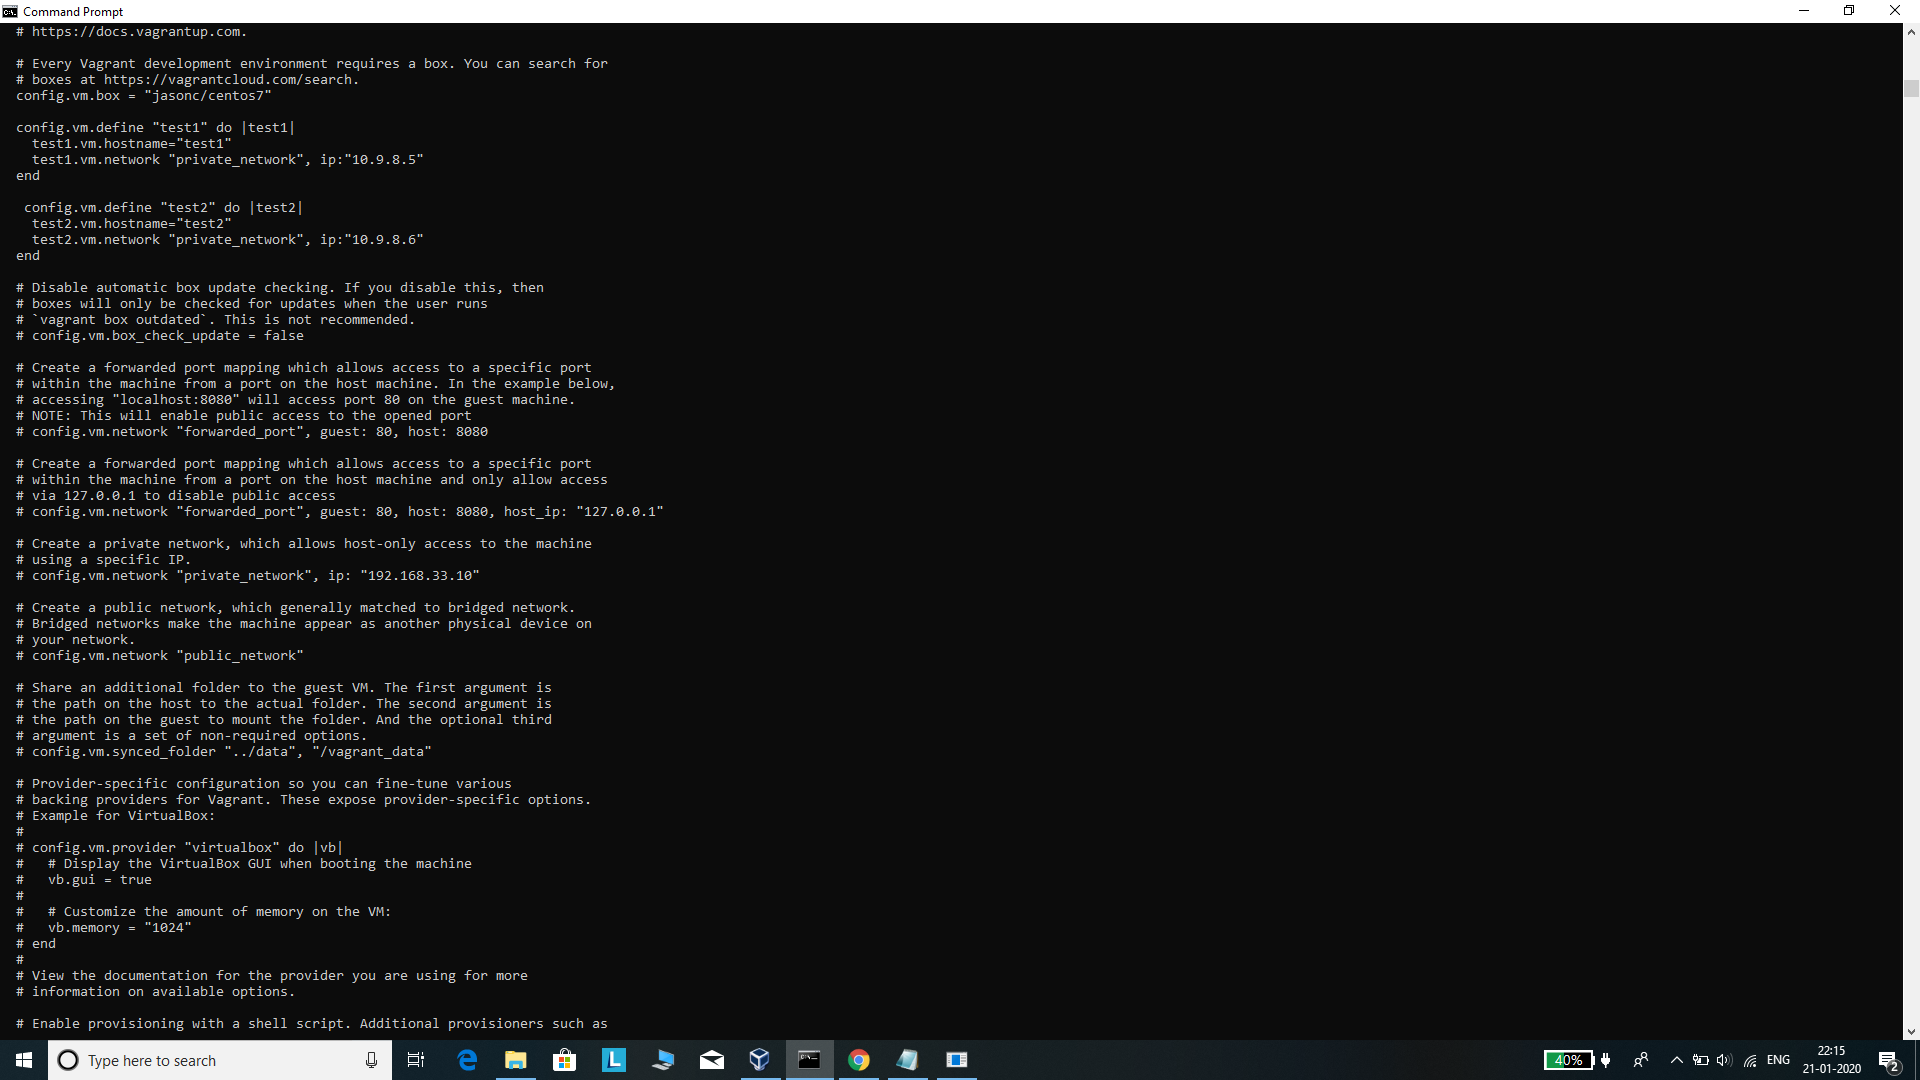 Command Prompt
# https://docs.vagrantup.com.
# Every Vagrant development environment requires a box. You can search for
# boxes at https://vagrantcloud.com/search.
config.vm.box = "jasonc/centos7"
config.vm.define "test1" do |test1|
test1.vm.hostname="test1"
test1.vm.network "private_network", ip:"10.9.8.5"
end
config.vm.define "test2" do |test2|
test2.vm.hostname="test2"
test2.vm.network "private_network", ip:"10.9.8.6"
end
# Disable automatic box update checking. If you disable this, then
# boxes will only be checked for updates when the user runs
# `vagrant box outdated`. This is not recommended.
# config.vm.box_check_update = false
# Create a forwarded port mapping which allows access to a specific port
# within the machine from a port on the host machine. In the example below,
# accessing "localhost:8080" will access port 80 on the guest machine.
# NOTE: This will enable public access to the opened port
# config.vm.network "forwarded_port", guest: 80, host: 8080
# Create a forwarded port mapping which allows access to a specific port
# within the machine from a port on the host machine and only allow access
# via 127.0.0.1 to disable public access
# config.vm.network "forwarded_port", guest: 80, host: 8080, host_ip: "127.0.0.1"
# Create a private network, which allows host-only access to the machine
# using a specific IP.
# config.vm.network "private_network", ip: "192.168.33.10"
# Create a public network, which generally matched to bridged network.
# Bridged networks make the machine appear as another physical device on
# your network.
# config.vm.network "public_network"
# Share an additional folder to the guest VM. The first argument is
# the path on the host to the actual folder. The second argument is
# the path on the guest to mount the folder. And the optional third
# argument is a set of non-required options.
# config.vm.synced_folder "../data", "/vagrant_data"
# Provider-specific configuration so you can fine-tune various
# backing providers for Vagrant. These expose provider-specific options.
# Example for VirtualBox:
#
# config.vm.provider "virtualbox" do |vb|
#   # Display the VirtualBox GUI when booting the machine
#   vb.gui = true
#
#   # Customize the amount of memory on the VM:
#   vb.memory = "1024"
# end
#
# View the documentation for the provider you are using for more
# information on available options.
# Enable provisioning with a shell script. Additional provisioners such as
Type here to search
L
40%
ENG
22:15
21-01-2020
2